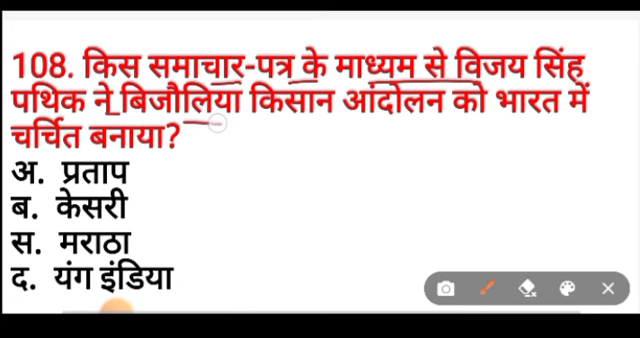 108. किस समाचार-पत्र के माध्यम से विजय सिंह
पथिक ने बिजौलिया किसान आंदोलन को भारत में
चर्चित बनाया?
अ. प्रताप
ब. केसरी
स. मराठा
द. यंग इंडिया